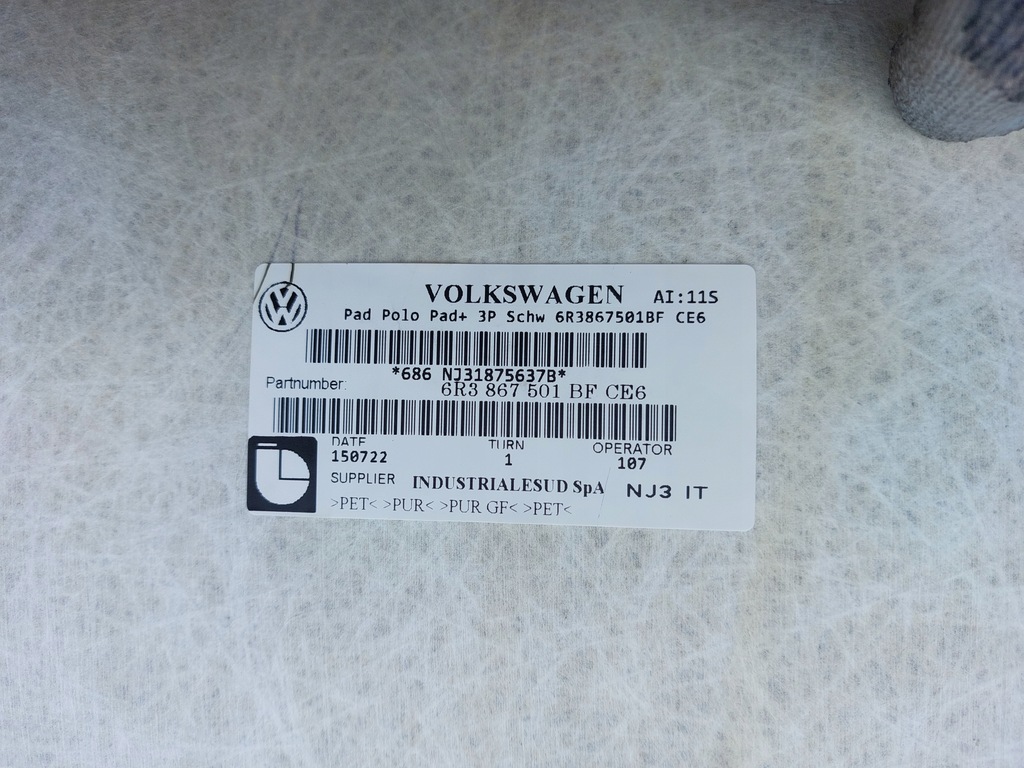 VOLKSWAGEN AI:11S
Pad Polo Pad+ 3P Schw 6R3867501BF CE6
*686 NJ31875637B*
Partnumber: 6R3 867 501 BF CE6
DATE TURN OPERATOR
150722 1 107
SUPPLIER INDUSTRIALESUD SpA NJ3 IT
>PET< >PUR< >PUR GF< >PET<